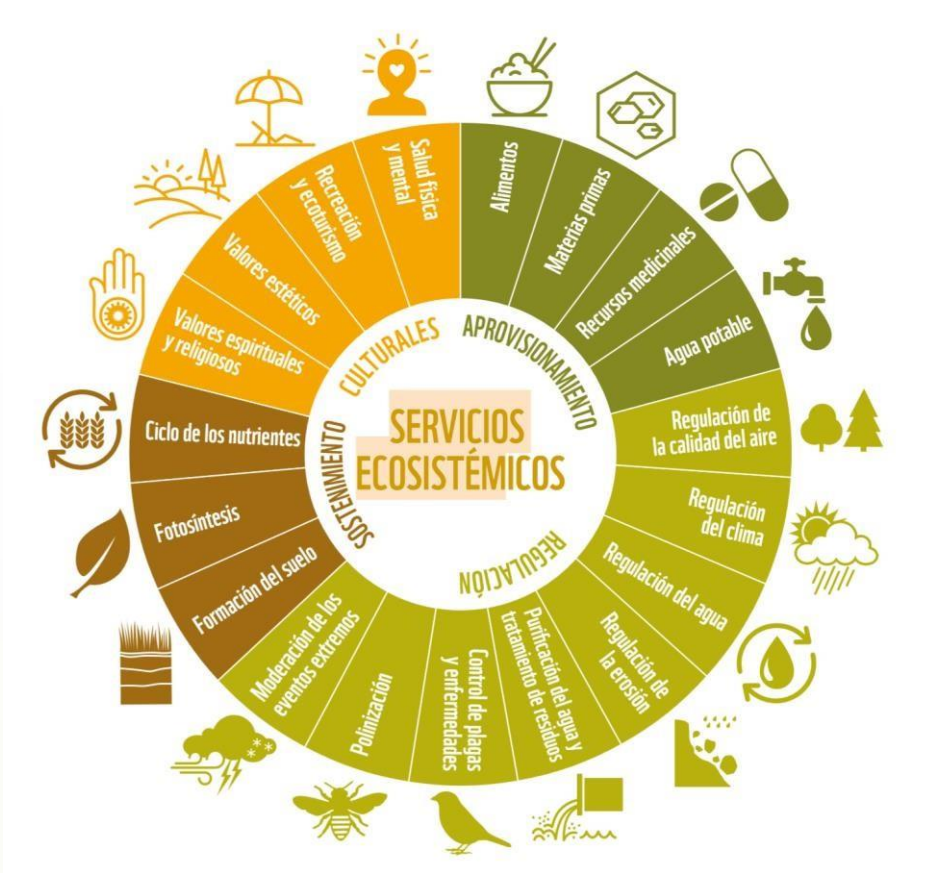 SERVICIOS
ECOSISTÉMICOS
APROVISIONAMIENTO
Alimentos
Materias primas
Recursos medicinales
Agua potable
REGULACIÓN
Regulación de
la calidad del aire
Regulación
del clima
Regulación del agua
Regulación de
la erosión
Purificación del agua y
tratamiento de residuos
Control de plagas
y enfermedades
Polinización
Moderación de los
eventos extremos
SOSTENIMIENTO
Formación del suelo
Fotosíntesis
Ciclo de los nutrientes
CULTURALES
Valores espirituales
y religiosos
Valores estéticos
Recreación
y ecoturismo
Salud física
y mental